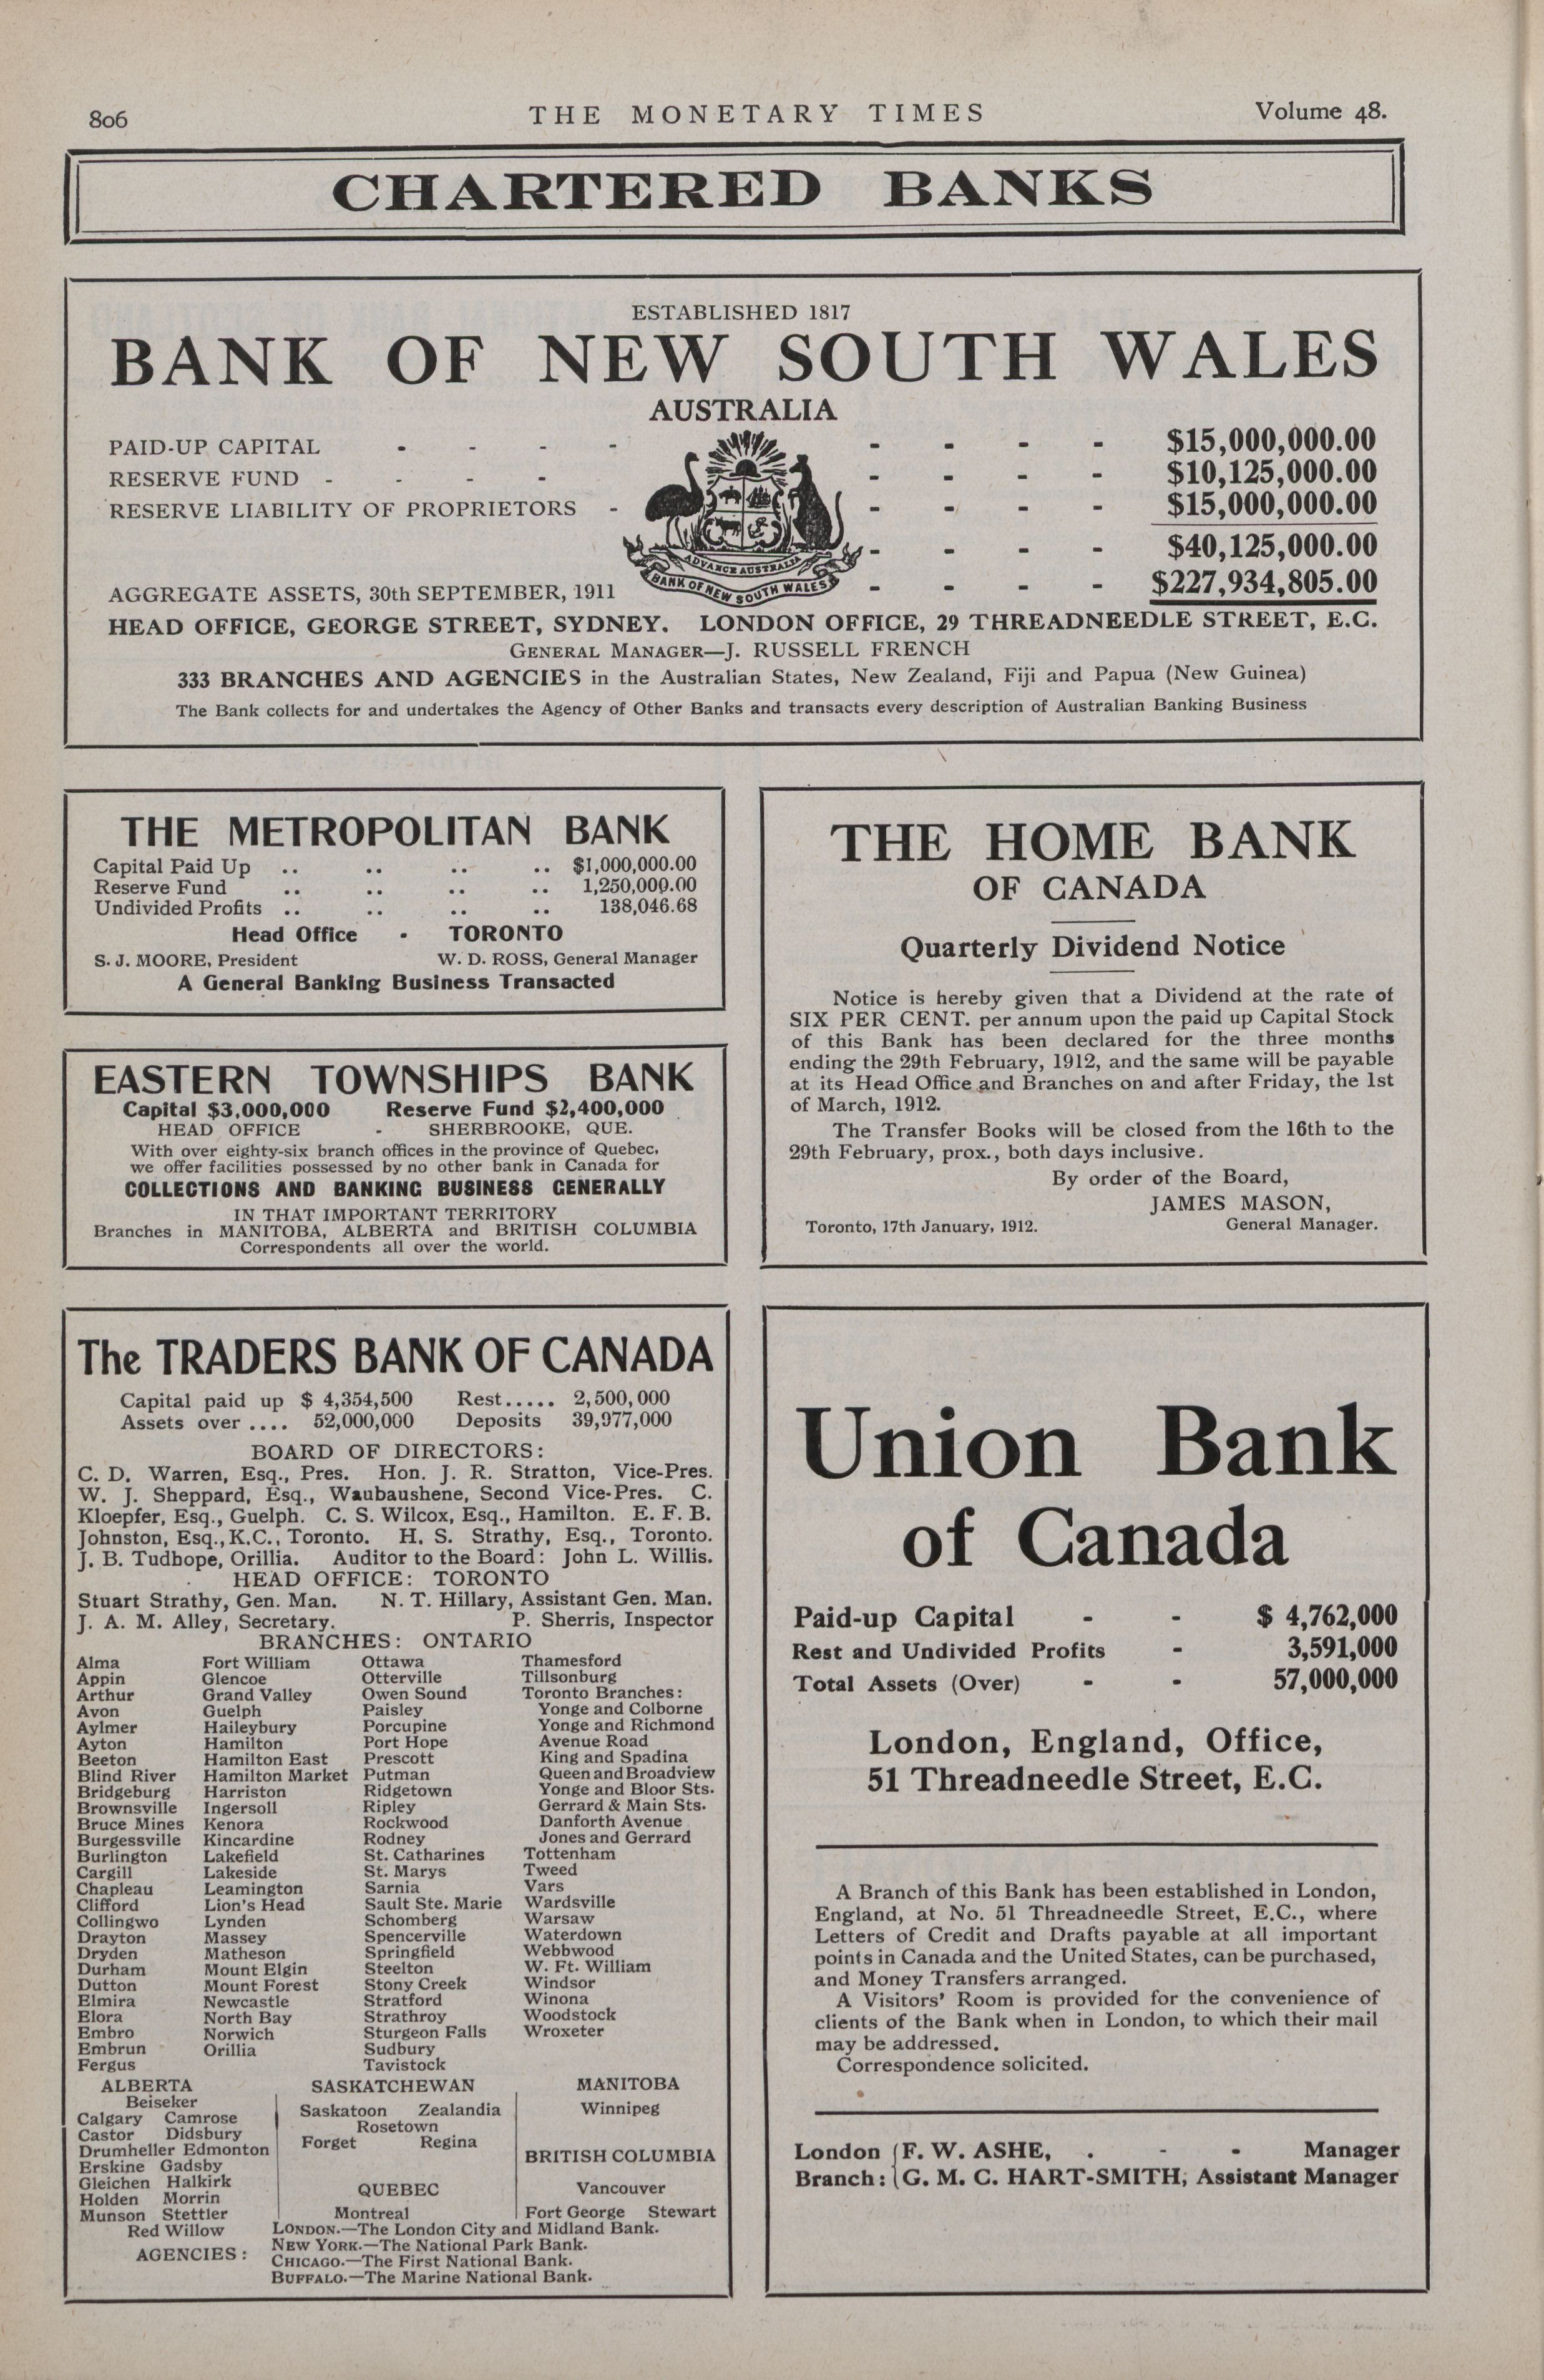 806
THE MONETARY TIMES
Volume 48.
CHARTERED BANKS
ESTABLISHED 1817
BANK OF NEW SOUTH WALES
AUSTRALIA
PAID-UP CAPITAL - - - - - - - - $15,000,000.00
RESERVE FUND - - - - - - - - $10,125,000.00
RESERVE LIABILITY OF PROPRIETORS - - - - - $15,000,000.00
- - - - $40,125,000.00
AGGREGATE ASSETS, 30th SEPTEMBER, 1911 - - - - $227,934,805.00
ADVANCE AUSTRALIA
BANK OF NEW SOUTH WALES
HEAD OFFICE, GEORGE STREET, SYDNEY. LONDON OFFICE, 29 THREADNEEDLE STREET, E.C.
GENERAL MANAGER—J. RUSSELL FRENCH
333 BRANCHES AND AGENCIES in the Australian States, New Zealand, Fiji and Papua (New Guinea)
The Bank collects for and undertakes the Agency of Other Banks and transacts every description of Australian Banking Business
THE METROPOLITAN BANK
Capital Paid Up .. .. .. .. $1,000,000.00
Reserve Fund .. .. .. .. 1,250,000.00
Undivided Profits .. .. .. .. 138,046.68
Head Office - TORONTO
S. J. MOORE, President W. D. ROSS, General Manager
A General Banking Business Transacted
EASTERN TOWNSHIPS BANK
Capital $3,000,000 Reserve Fund $2,400,000
HEAD OFFICE - SHERBROOKE, QUE.
With over eighty-six branch offices in the province of Quebec,
we offer facilities possessed by no other bank in Canada for
COLLECTIONS AND BANKING BUSINESS GENERALLY
IN THAT IMPORTANT TERRITORY
Branches in MANITOBA, ALBERTA and BRITISH COLUMBIA
Correspondents all over the world.
THE HOME BANK
OF CANADA
Quarterly Dividend Notice
Notice is hereby given that a Dividend at the rate of
SIX PER CENT. per annum upon the paid up Capital Stock
of this Bank has been declared for the three months
ending the 29th February, 1912, and the same will be payable
at its Head Office and Branches on and after Friday, the 1st
of March, 1912.
The Transfer Books will be closed from the 16th to the
29th February, prox., both days inclusive.
By order of the Board,
JAMES MASON,
Toronto, 17th January, 1912. General Manager.
The TRADERS BANK OF CANADA
Capital paid up $ 4,354,500 Rest..... 2,500,000
Assets over .... 52,000,000 Deposits 39,977,000
BOARD OF DIRECTORS:
C. D. Warren, Esq., Pres. Hon. J. R. Stratton, Vice-Pres.
W. J. Sheppard, Esq., Waubaushene, Second Vice-Pres. C.
Kloepfer, Esq., Guelph. C. S. Wilcox, Esq., Hamilton. E. F. B.
Johnston, Esq., K.C., Toronto. H. S. Strathy, Esq., Toronto.
J. B. Tudhope, Orillia. Auditor to the Board: John L. Willis.
HEAD OFFICE: TORONTO
Stuart Strathy, Gen. Man. N. T. Hillary, Assistant Gen. Man.
J. A. M. Alley, Secretary. P. Sherris, Inspector
BRANCHES: ONTARIO
Alma Fort William Ottawa Thamesford
Appin Glencoe Otterville Tillsonburg
Arthur Grand Valley Owen Sound Toronto Branches:
Avon Guelph Paisley Yonge and Colborne
Aylmer Haileybury Porcupine Yonge and Richmond
Ayton Hamilton Port Hope Avenue Road
Beeton Hamilton East Prescott King and Spadina
Blind River Hamilton Market Putman Queen and Broadview
Bridgeburg Harriston Ridgetown Yonge and Bloor Sts.
Brownsville Ingersoll Ripley Gerrard & Main Sts.
Bruce Mines Kenora Rockwood Danforth Avenue
Burgessville Kincardine Rodney Jones and Gerrard
Burlington Lakefield St. Catharines Tottenham
Cargill Lakeside St. Marys Tweed
Chapleau Leamington Sarnia Vars
Clifford Lion's Head Sault Ste. Marie Wardsville
Collingwo Lynden Schomberg Warsaw
Drayton Massey Spencerville Waterdown
Dryden Matheson Springfield Webbwood
Durham Mount Elgin Steelton W. Ft. William
Dutton Mount Forest Stony Creek Windsor
Elmira Newcastle Stratford Winona
Elora North Bay Strathroy Woodstock
Embro Norwich Sturgeon Falls Wroxeter
Embrun Orillia Sudbury
Fergus Tavistock
ALBERTA
Beiseker
Calgary Camrose
Castor Didsbury
Drumheller Edmonton
Erskine Gadsby
Gleichen Halkirk
Holden Morrin
Munson Stettler
Red Willow
SASKATCHEWAN
Saskatoon Zealandia
Rosetown
Forget Regina
QUEBEC
Montreal
MANITOBA
Winnipeg
BRITISH COLUMBIA
Vancouver
Fort George Stewart
AGENCIES:
LONDON.—The London City and Midland Bank.
NEW YORK.—The National Park Bank.
CHICAGO.—The First National Bank.
BUFFALO.—The Marine National Bank.
Union Bank
of Canada
Paid-up Capital - - $ 4,762,000
Rest and Undivided Profits - 3,591,000
Total Assets (Over) - - 57,000,000
London, England, Office,
51 Threadneedle Street, E.C.
A Branch of this Bank has been established in London,
England, at No. 51 Threadneedle Street, E.C., where
Letters of Credit and Drafts payable at all important
points in Canada and the United States, can be purchased,
and Money Transfers arranged.
A Visitors' Room is provided for the convenience of
clients of the Bank when in London, to which their mail
may be addressed.
Correspondence solicited.
London F. W. ASHE, . - - Manager
Branch: G. M. C. HART-SMITH, Assistant Manager